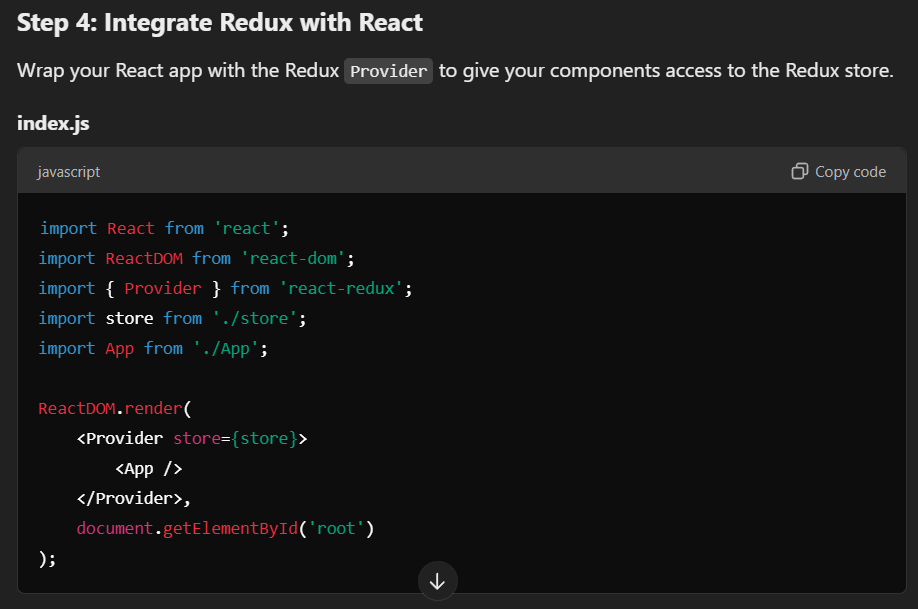 Step 4: Integrate Redux with React
Wrap your React app with the Redux Provider to give your components access to the Redux store.
index.js
javascript
Copy code
import React from 'react';
import ReactDOM from 'react-dom';
import { Provider } from 'react-redux';
import store from './store';
import App from './App';
ReactDOM.render(
    <Provider store={store}>
        <App />
    </Provider>,
    document.getElementById('root')
);